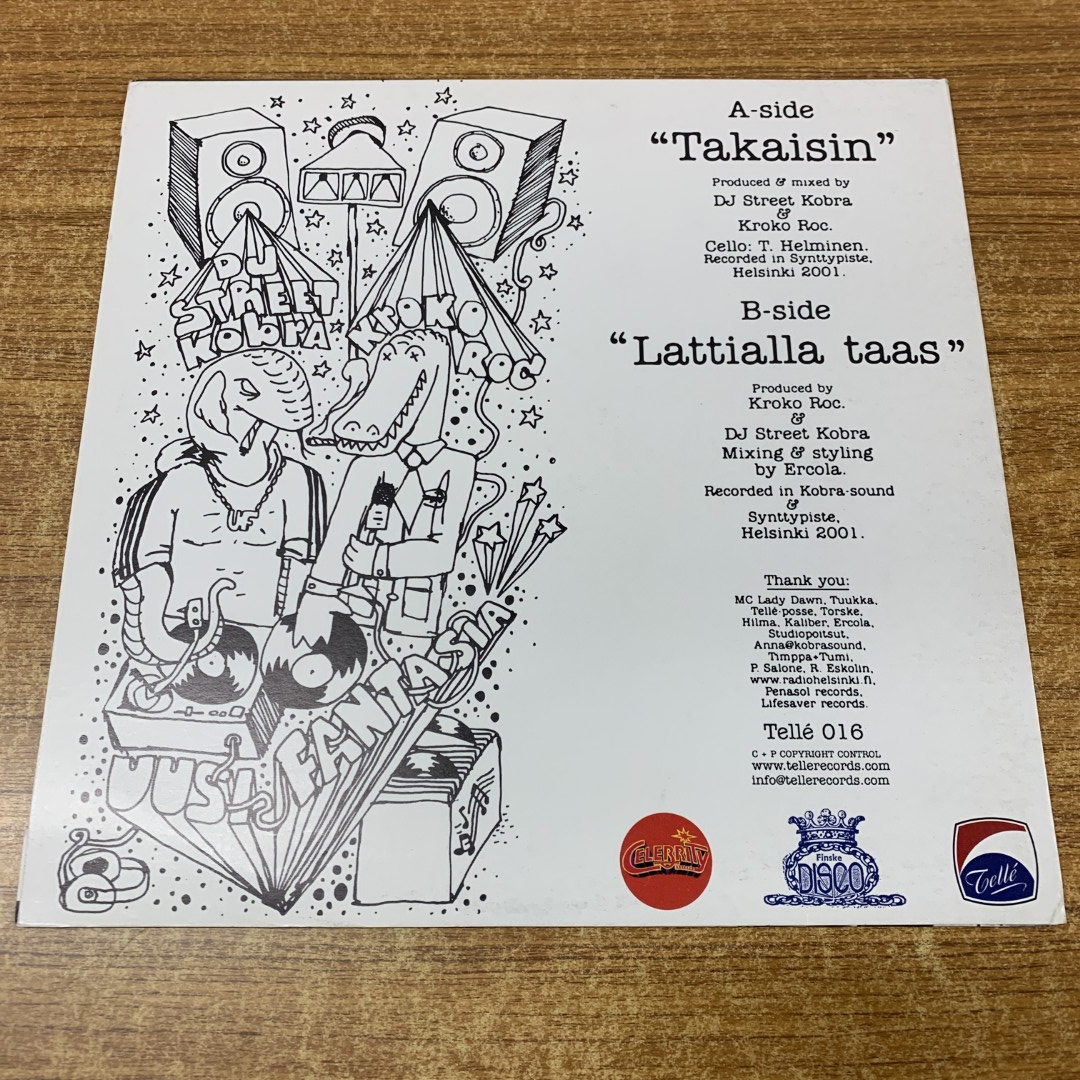 DJ
STREET
KobrA
KroKO
ROC
UF
UUSi FANTASIA
A-side
“Takaisin”
Produced & mixed by
DJ Street Kobra
&
Kroko Roc.
Cello: T. Helminen.
Recorded in Synttypiste,
Helsinki 2001.
B-side
“Lattialla taas”
Produced by
Kroko Roc.
&
DJ Street Kobra
Mixing & styling
by Ercola.
Recorded in Kobra-sound
&
Synttypiste,
Helsinki 2001.
Thank you:
MC Lady Dawn, Tuukka,
Tellé-posse, Torske,
Hilma, Kaliber, Ercola,
Studiopoitsut,
Anna@kobrasound,
Timppa+Tumi,
P. Salone, R. Eskolin,
www.radiohelsinki.fi,
Penasol records,
Lifesaver records.
Tellé 016
C + P COPYRIGHT CONTROL
www.tellerecords.com
info@tellerecords.com
CELEBRITY
Finske
DISCO
Tellé